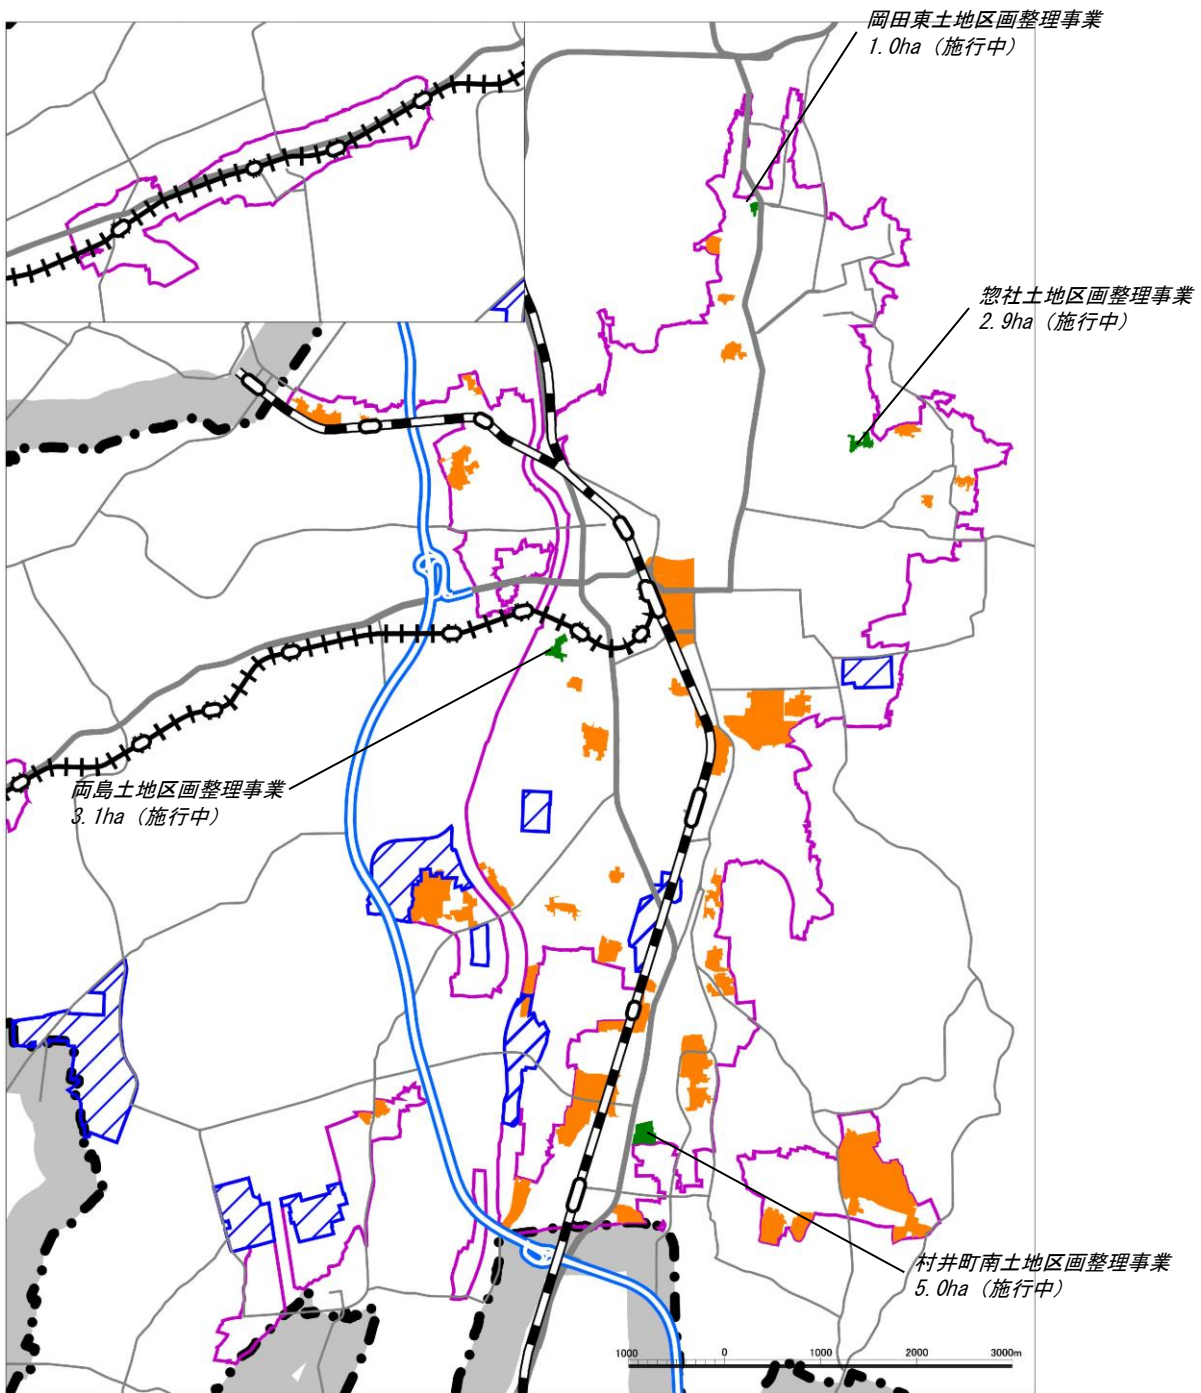 岡田東土地区画整理事業
1.0ha（施行中）
惣社土地区画整理事業
2.9ha（施行中）
両島土地区画整理事業
3.1ha（施行中）
村井町南土地区画整理事業
5.0ha（施行中）
1000 0 1000 2000 3000m